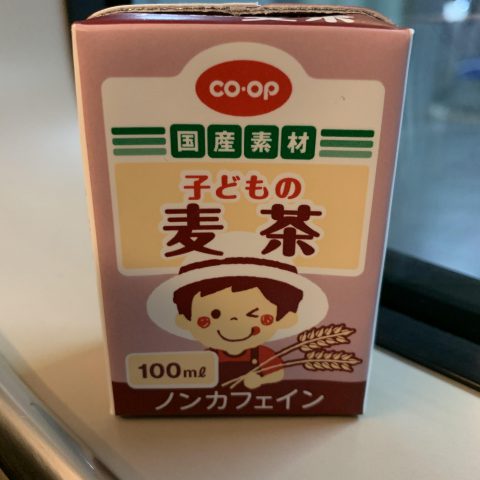 CO·OP
国産素材
子どもの
麦茶
100mℓ
ノンカフェイン